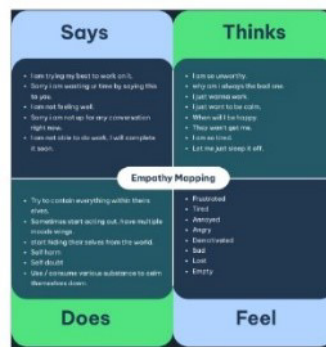 Says
Thinks
I am trying my best to work on it.
Sorry I am wasting ur time by saying this
to you.
I am not feeling well.
Sorry I am not up for any conversation
right now.
I am not able to do work, I will complete
it soon.
I am so unworthy.
why am i always the bad one.
I just wanna work.
I just want to be calm.
When will I be happy.
They won't get me.
I am so tired.
Let me just sleep it off.
Empathy Mapping
Try to contain everything within their
elves.
Sometimes start acting out, have multiple
moods wings.
start hiding their selves from the world.
Self harm
Self doubt
Use / consume various substance to calm
themselves down.
Frustrated
Tired
Annoyed
Angry
Demotivated
Sad
Lost
Empty
Does
Feel